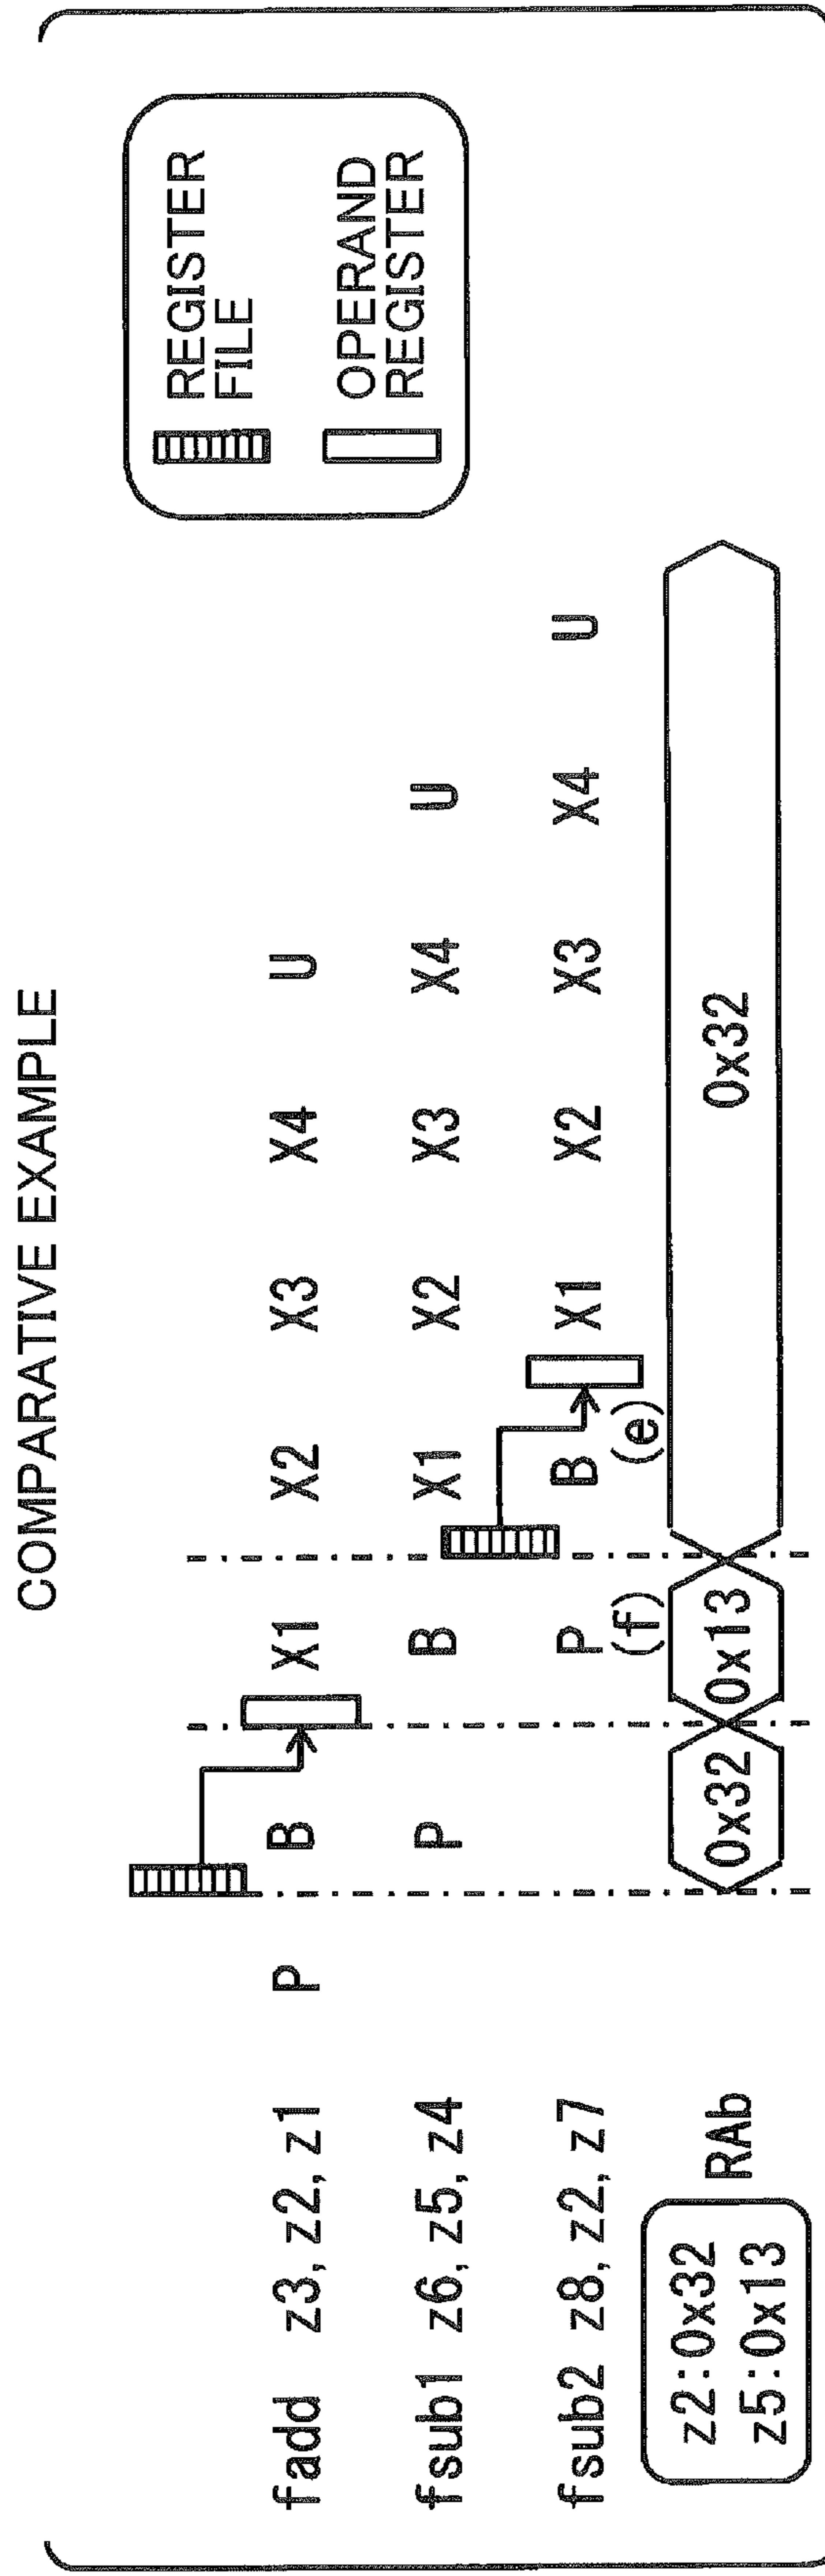 COMPARATIVE EXAMPLE
REGISTER
FILE
OPERAND
REGISTER
fadd z3, z2, z1 P B X1 X2 X3 X4 U
fsub1 z6, z5, z4 P B X1 X2 X3 X4 U
fsub2 z8, z2, z7 P B X1 X2 X3 X4 U
(f) (e)
z2:0x32
z5:0x13
RAb 0x32 0x13 0x32